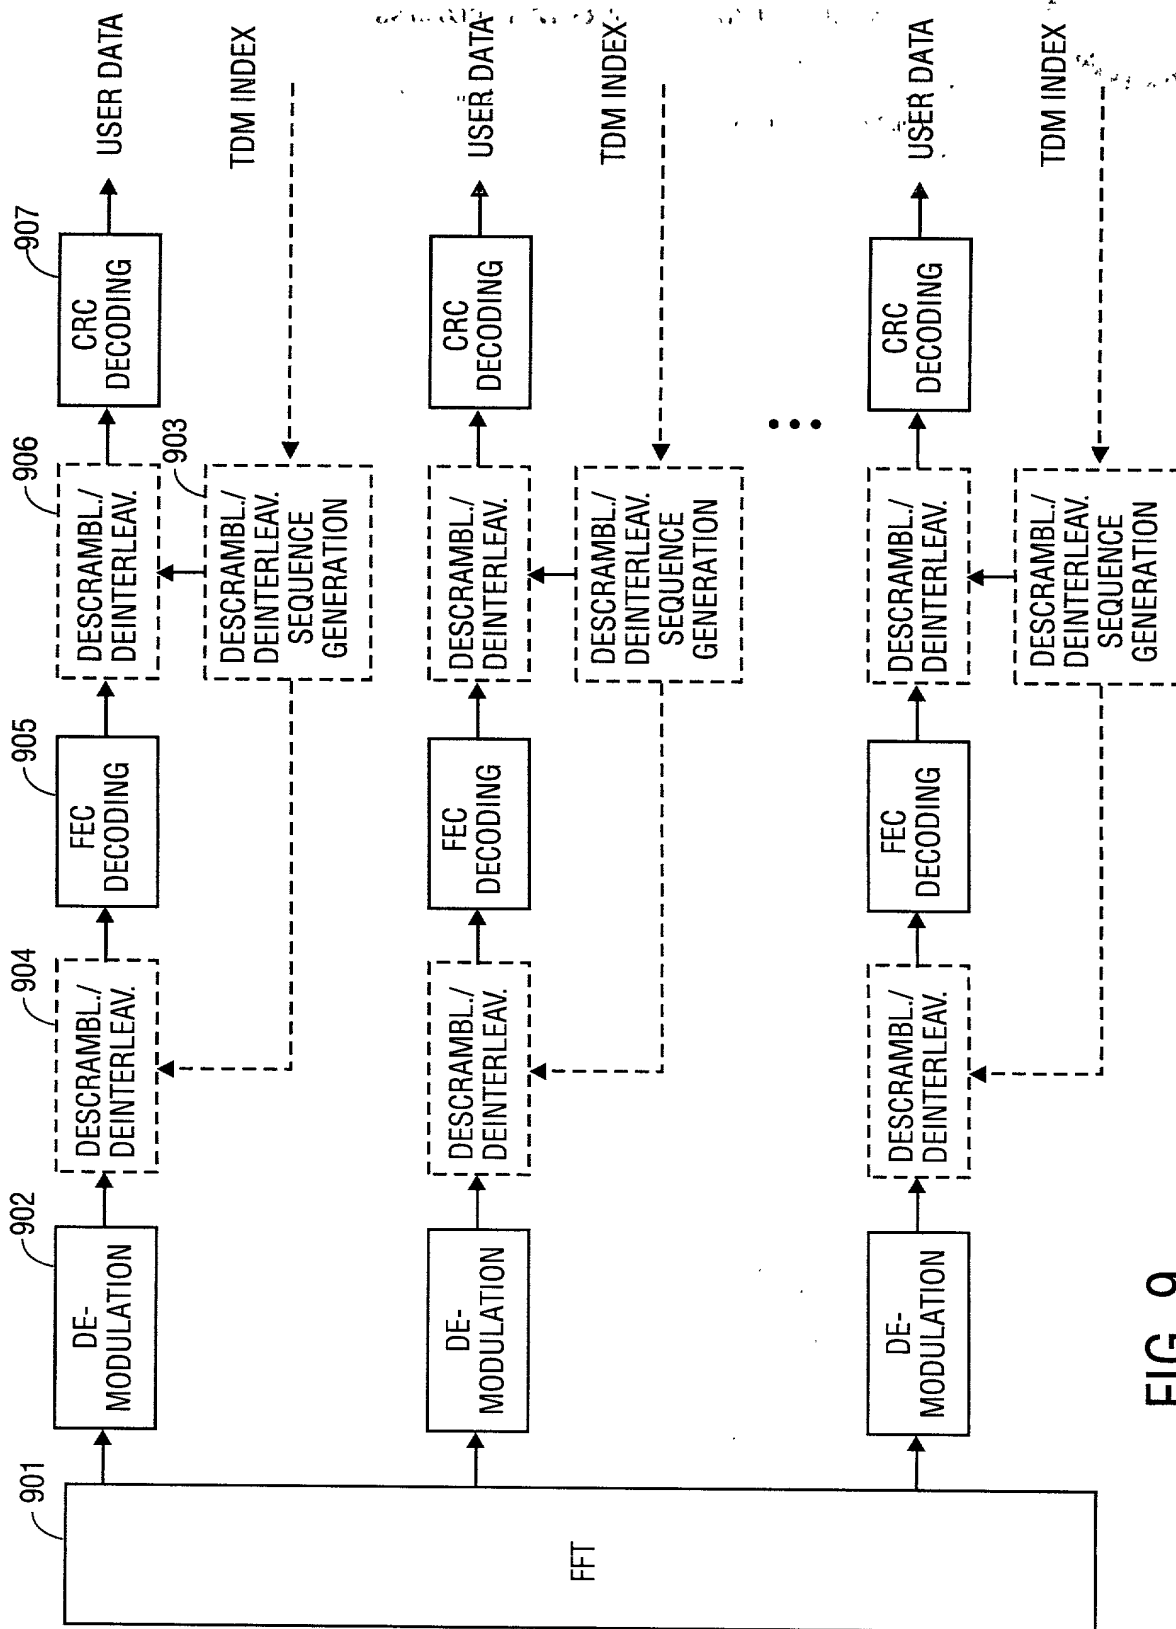 901
FFT
902
DE-
MODULATION
904
DESCRAMBL./
DEINTERLEAV.
905
FEC
DECODING
906
DESCRAMBL./
DEINTERLEAV.
907
CRC
DECODING
USER DATA
903
DESCRAMBL./
DEINTERLEAV.
SEQUENCE
GENERATION
TDM INDEX
DE-
MODULATION
DESCRAMBL./
DEINTERLEAV.
FEC
DECODING
DESCRAMBL./
DEINTERLEAV.
CRC
DECODING
USER DATA
DESCRAMBL./
DEINTERLEAV.
SEQUENCE
GENERATION
TDM INDEX
DE-
MODULATION
DESCRAMBL./
DEINTERLEAV.
FEC
DECODING
DESCRAMBL./
DEINTERLEAV.
CRC
DECODING
USER DATA
DESCRAMBL./
DEINTERLEAV.
SEQUENCE
GENERATION
TDM INDEX
FIG. 9